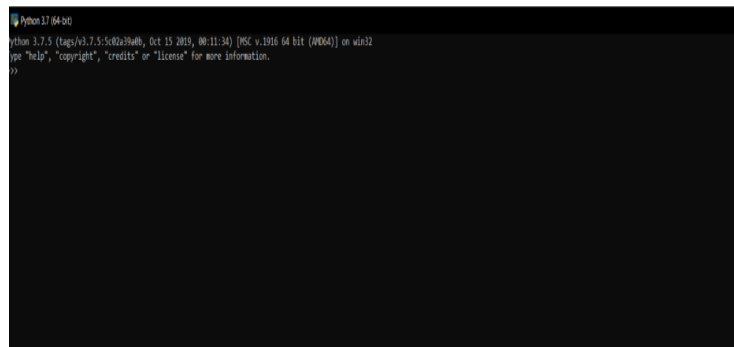 Python 3.7 (64-bit)
ython 3.7.5 (tags/v3.7.5:5c02a39a0b, Oct 15 2019, 00:11:34) [MSC v.1916 64 bit (AMD64)] on win32
ype "help", "copyright", "credits" or "license" for more information.
>>